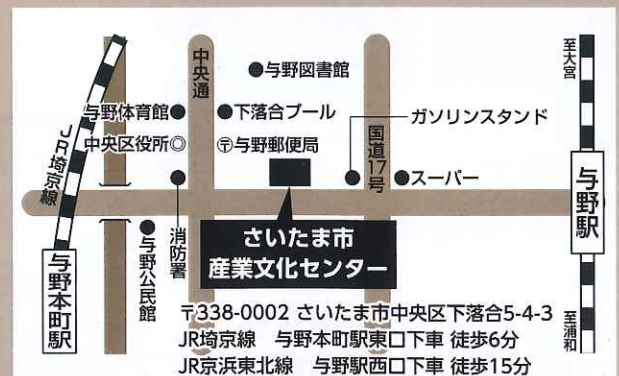 至大宮
中央通
●与野図書館
与野体育館●
●下落合プール
ガソリンスタンド
JR埼京線
中央区役所◎
〒与野郵便局
国道17号
●スーパー
与野駅
消防署
与野公民館
さいたま市
産業文化センター
与野本町駅
至浦和
〒338-0002 さいたま市中央区下落合5-4-3
JR埼京線 与野本町駅東口下車 徒歩6分
JR京浜東北線 与野駅西口下車 徒歩15分